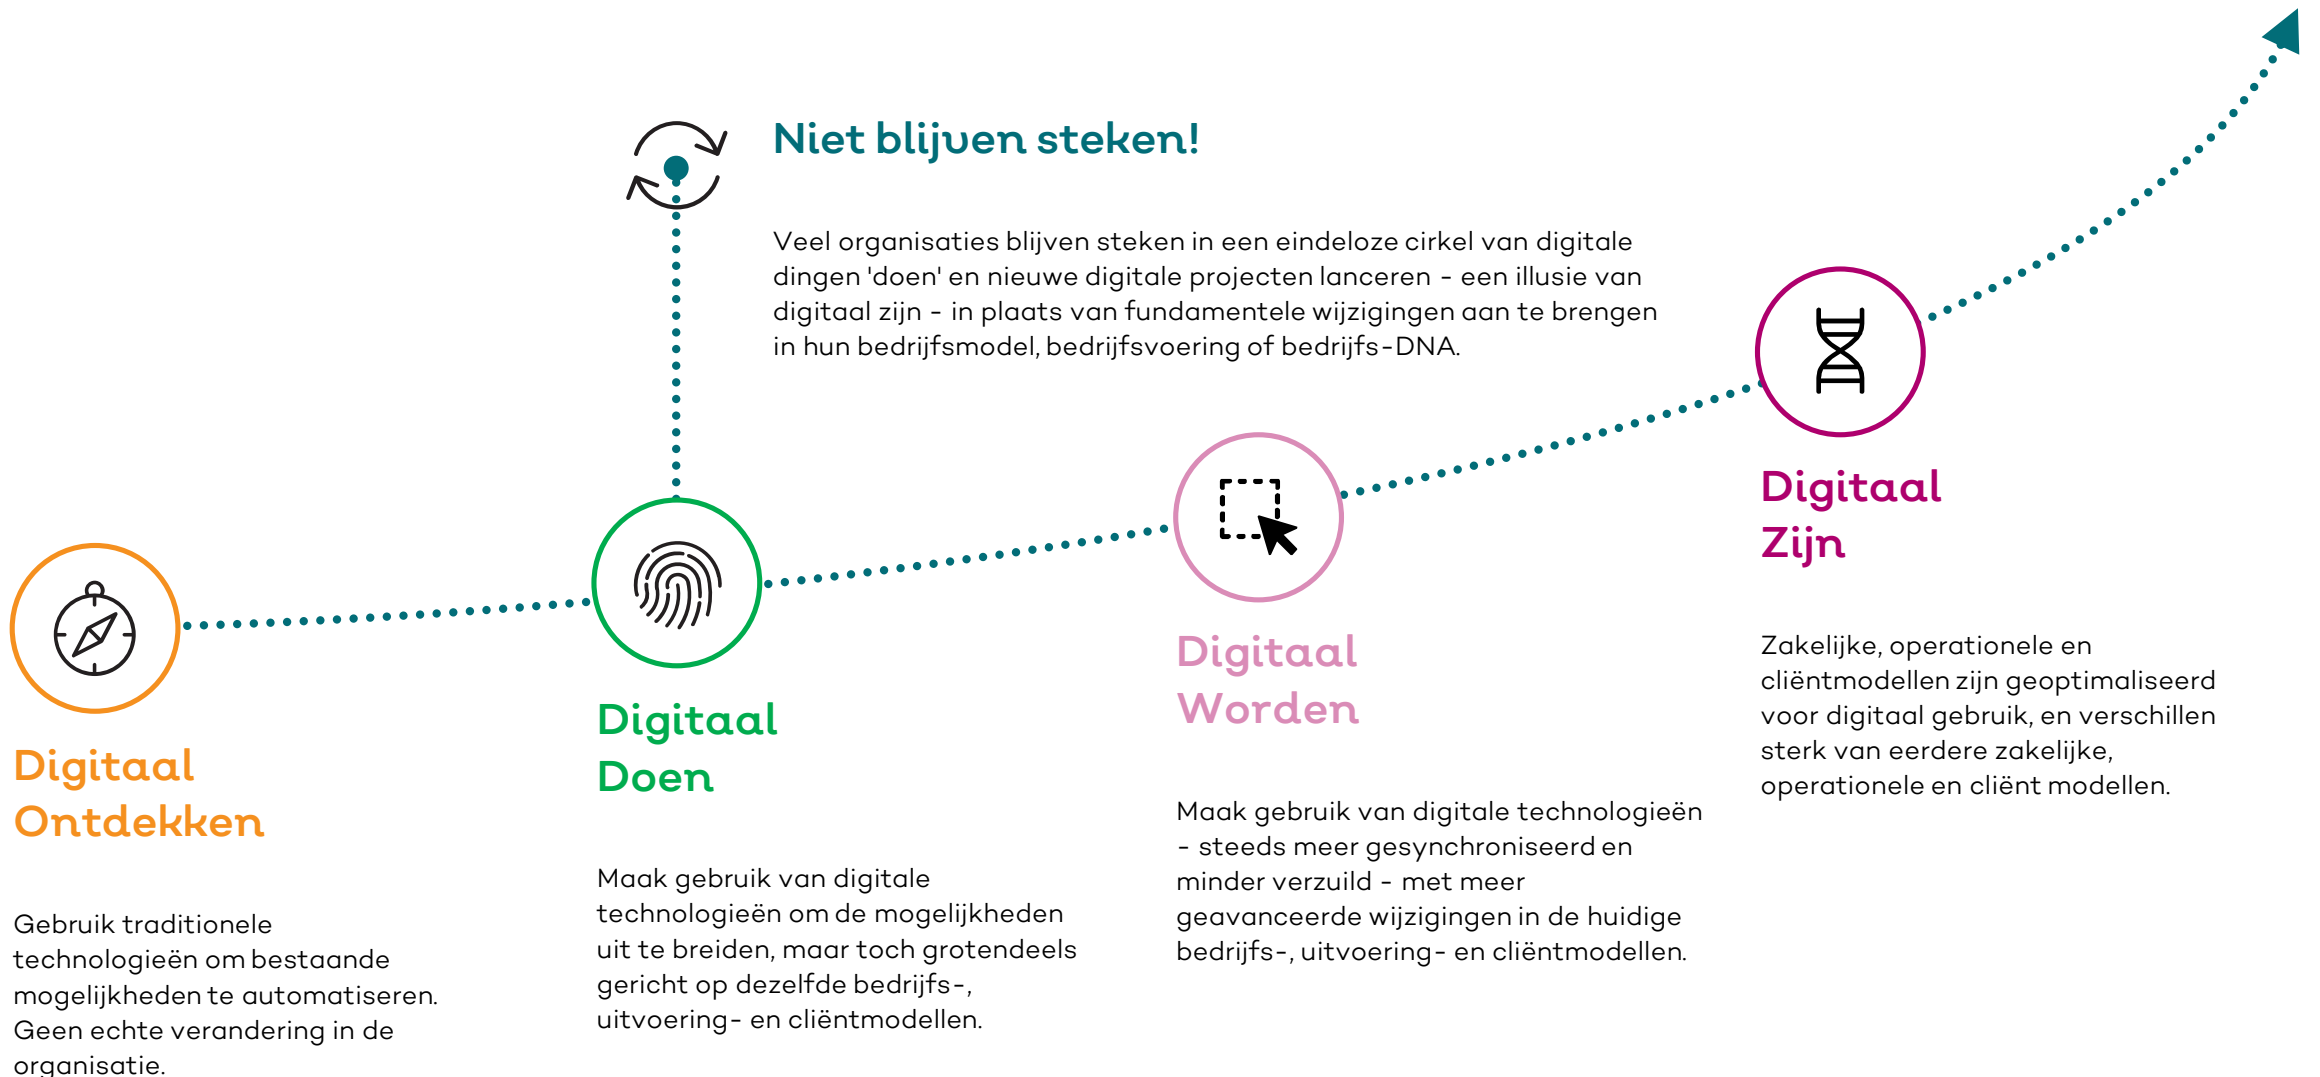 Niet blijven steken!
Veel organisaties blijven steken in een eindeloze cirkel van digitale
dingen 'doen' en nieuwe digitale projecten lanceren - een illusie van
digitaal zijn - in plaats van fundamentele wijzigingen aan te brengen
in hun bedrijfsmodel, bedrijfsvoering of bedrijfs-DNA.
Digitaal
Ontdekken
Gebruik traditionele
technologieën om bestaande
mogelijkheden te automatiseren.
Geen echte verandering in de
organisatie.
Digitaal
Doen
Maak gebruik van digitale
technologieën om de mogelijkheden
uit te breiden, maar toch grotendeels
gericht op dezelfde bedrijfs-,
uitvoering- en cliëntmodellen.
Digitaal
Worden
Maak gebruik van digitale technologieën
- steeds meer gesynchroniseerd en
minder verzuild - met meer
geavanceerde wijzigingen in de huidige
bedrijfs-, uitvoering- en cliëntmodellen.
Digitaal
Zijn
Zakelijke, operationele en
cliëntmodellen zijn geoptimaliseerd
voor digitaal gebruik, en verschillen
sterk van eerdere zakelijke,
operationele en cliënt modellen.